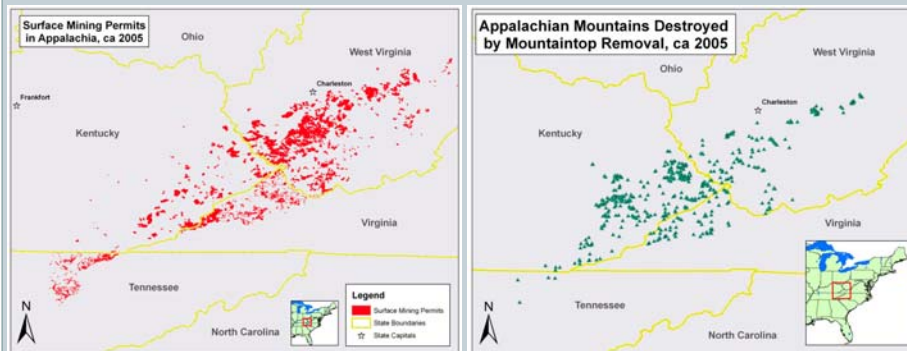 Surface Mining Permits
in Appalachia, ca 2005
Ohio
West Virginia
Charleston
Frankfort
Kentucky
Virginia
Tennessee
North Carolina
N
Legend
Surface Mining Permits
State Boundaries
State Capitals
Appalachian Mountains Destroyed
by Mountaintop Removal, ca 2005
West Virginia
Ohio
Charleston
Kentucky
Virginia
Tennessee
North Carolina
N